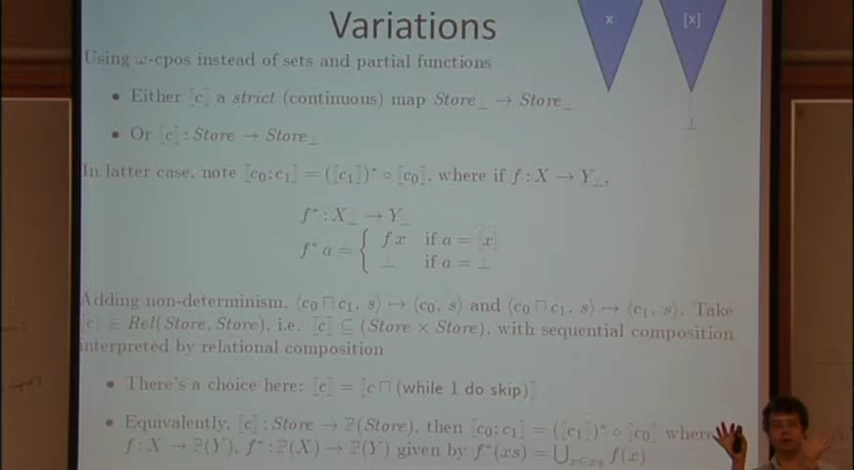 Variations
x
[x]
⊥
Using ω-cpos instead of sets and partial functions
• Either ⟦c⟧ a strict (continuous) map Store⊥ → Store⊥
• Or ⟦c⟧ : Store → Store⊥
In latter case, note ⟦c₀; c₁⟧ = (⟦c₁⟧)* ∘ ⟦c₀⟧, where if f : X → Y⊥,
f* : X⊥ → Y⊥
f* a = { f x if a = [x]
⊥ if a = ⊥
Adding non-determinism, ⟨c₀ ⊓ c₁, s⟩ ↦ ⟨c₀, s⟩ and ⟨c₀ ⊓ c₁, s⟩ ↦ ⟨c₁, s⟩. Take
⟦c⟧ ∈ Rel(Store, Store), i.e. ⟦c⟧ ⊆ (Store × Store), with sequential composition
interpreted by relational composition
• There's a choice here: ⟦c⟧ = ⟦c ⊓ (while 1 do skip)⟧
• Equivalently, ⟦c⟧ : Store → ℙ(Store), then ⟦c₀; c₁⟧ = (⟦c₁⟧)* ∘ ⟦c₀⟧ where
f : X → ℙ(Y), f* : ℙ(X) → ℙ(Y) given by f*(xs) = ⋃x∈xs f(x)